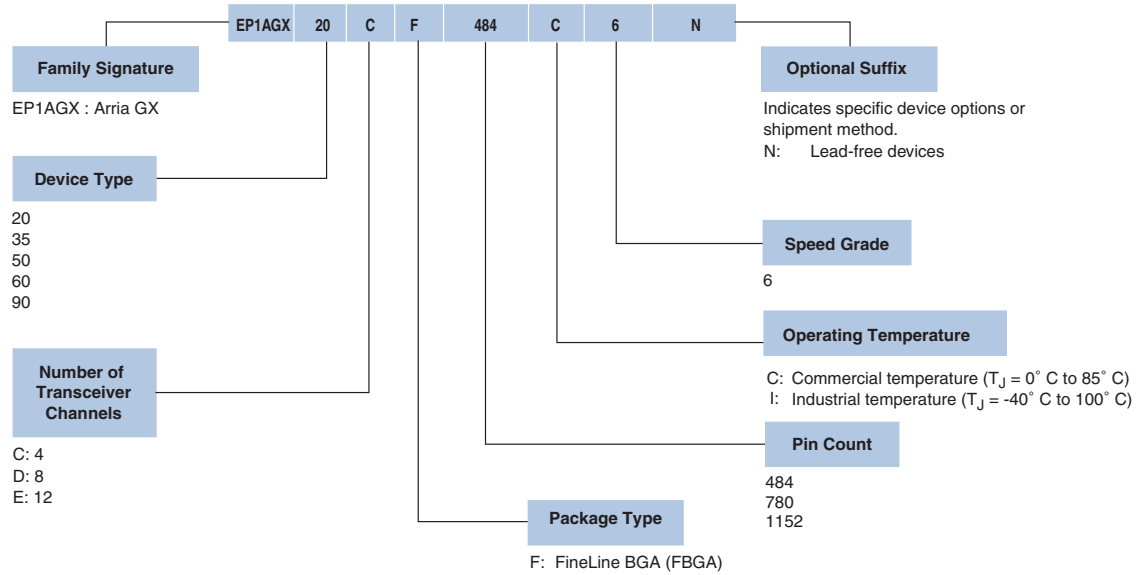 EP1AGX 20 C F 484 C 6 N
Family Signature
EP1AGX : Arria GX
Optional Suffix
Indicates specific device options or
shipment method.
N: Lead-free devices
Device Type
20
35
50
60
90
Speed Grade
6
Operating Temperature
C: Commercial temperature (TJ = 0° C to 85° C)
I: Industrial temperature (TJ = -40° C to 100° C)
Number of
Transceiver
Channels
C: 4
D: 8
E: 12
Pin Count
484
780
1152
Package Type
F: FineLine BGA (FBGA)